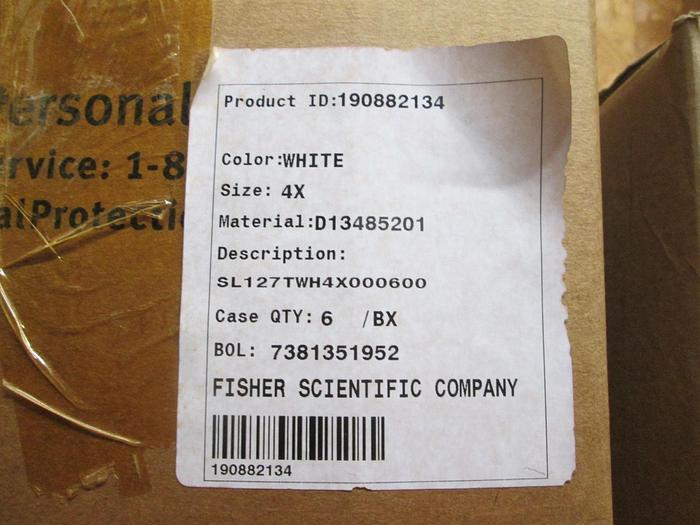 Personal
rvice: 1-8
alProtecti
Product ID:190882134
Color:WHITE
Size: 4X
Material:D13485201
Description:
SL127TWH4X000600
Case QTY: 6 /BX
BOL: 7381351952
FISHER SCIENTIFIC COMPANY
190882134